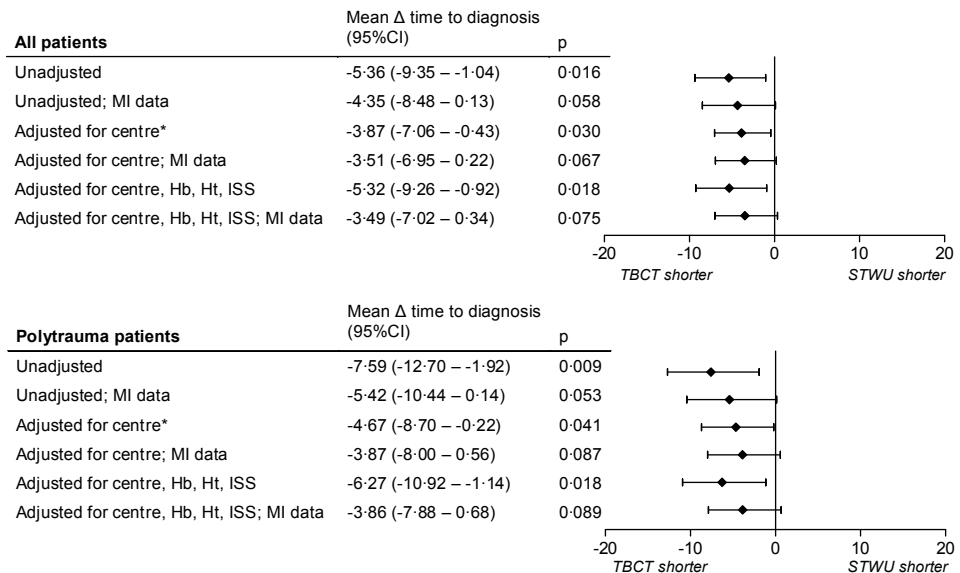 Mean Δ time to diagnosis
(95%CI)
All patients p
Unadjusted -5·36 (-9·35 – -1·04) 0·016
Unadjusted; MI data -4·35 (-8·48 – 0·13) 0·058
Adjusted for centre* -3·87 (-7·06 – -0·43) 0·030
Adjusted for centre; MI data -3·51 (-6·95 – 0·22) 0·067
Adjusted for centre, Hb, Ht, ISS -5·32 (-9·26 – -0·92) 0·018
Adjusted for centre, Hb, Ht, ISS; MI data -3·49 (-7·02 – 0·34) 0·075
-20 -10 0 10 20
TBCT shorter STWU shorter
Mean Δ time to diagnosis
(95%CI)
Polytrauma patients p
Unadjusted -7·59 (-12·70 – -1·92) 0·009
Unadjusted; MI data -5·42 (-10·44 – 0·14) 0·053
Adjusted for centre* -4·67 (-8·70 – -0·22) 0·041
Adjusted for centre; MI data -3·87 (-8·00 – 0·56) 0·087
Adjusted for centre, Hb, Ht, ISS -6·27 (-10·92 – -1·14) 0·018
Adjusted for centre, Hb, Ht, ISS; MI data -3·86 (-7·88 – 0·68) 0·089
-20 -10 0 10 20
TBCT shorter STWU shorter